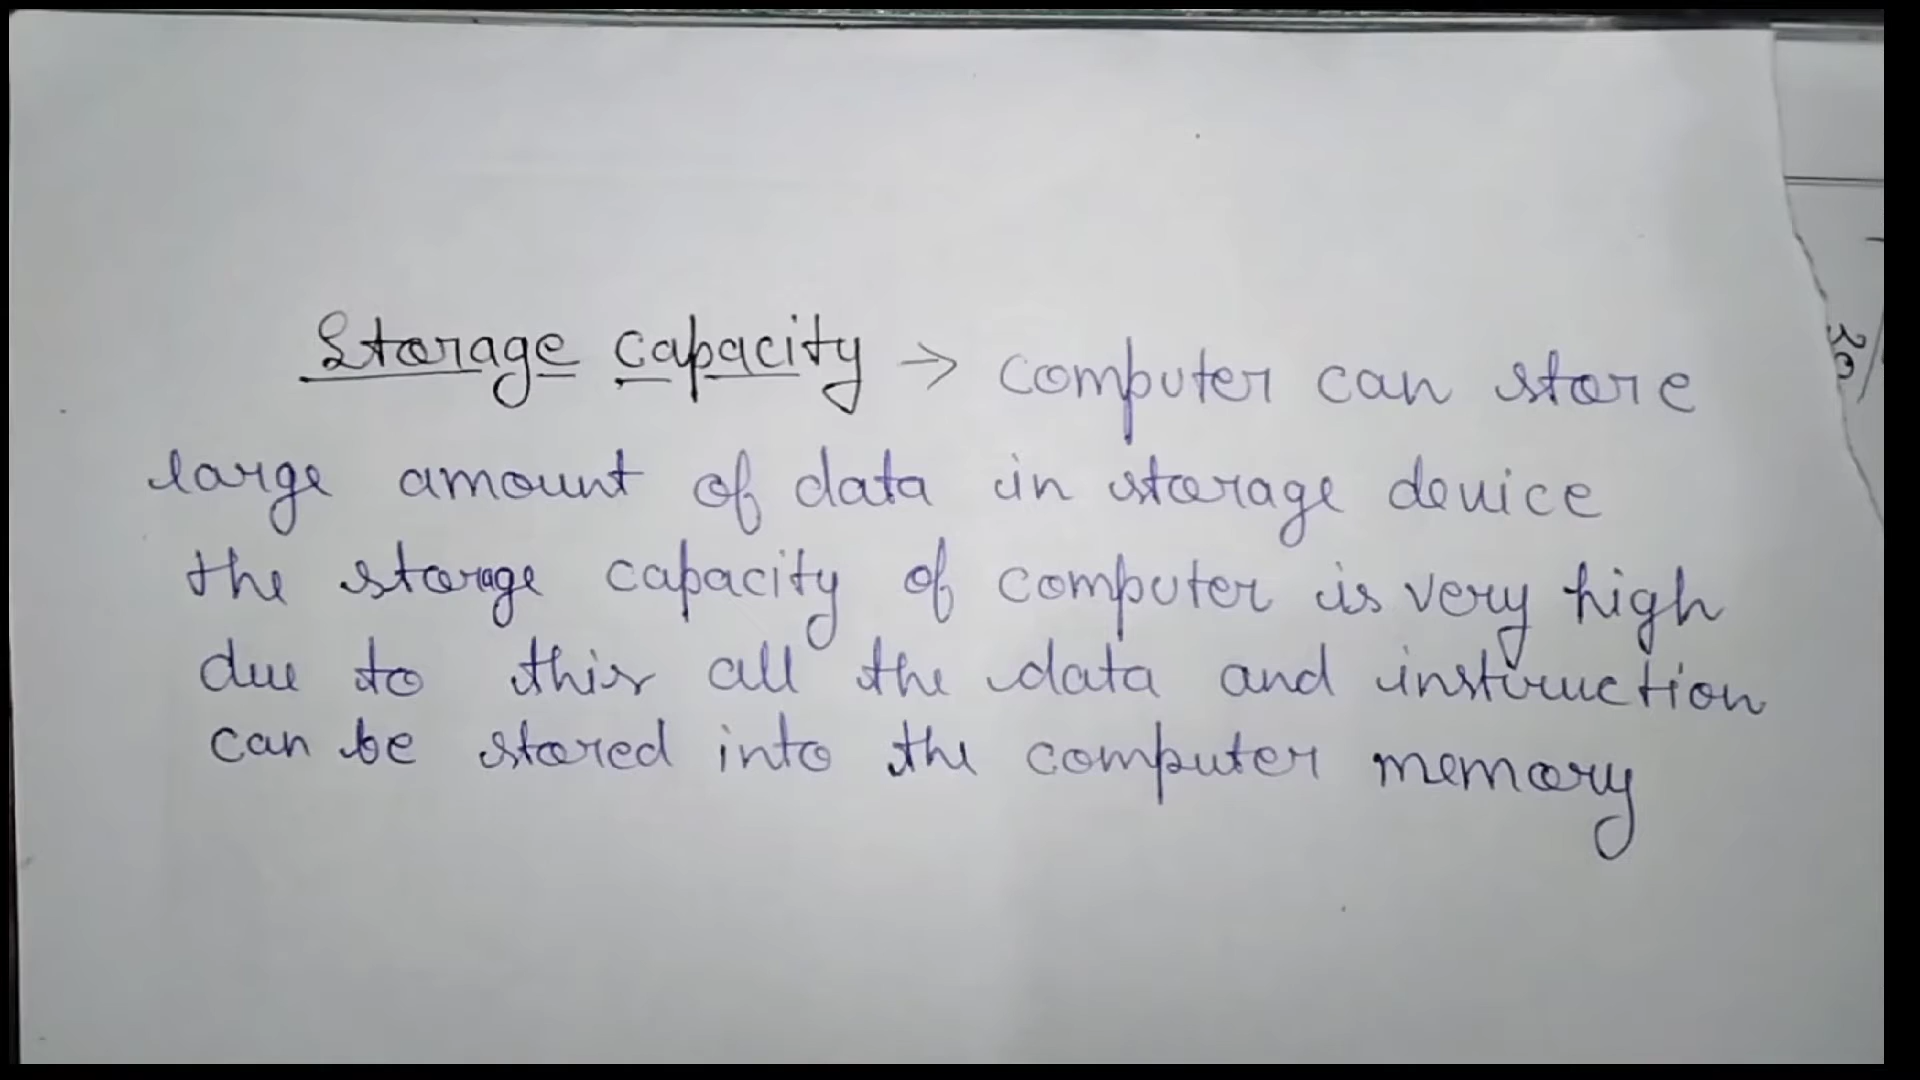 Storage capacity → computer can store
large amount of data in storage device
the storage capacity of computer is very high
due to this all the data and instruction
can be stored into the computer memory